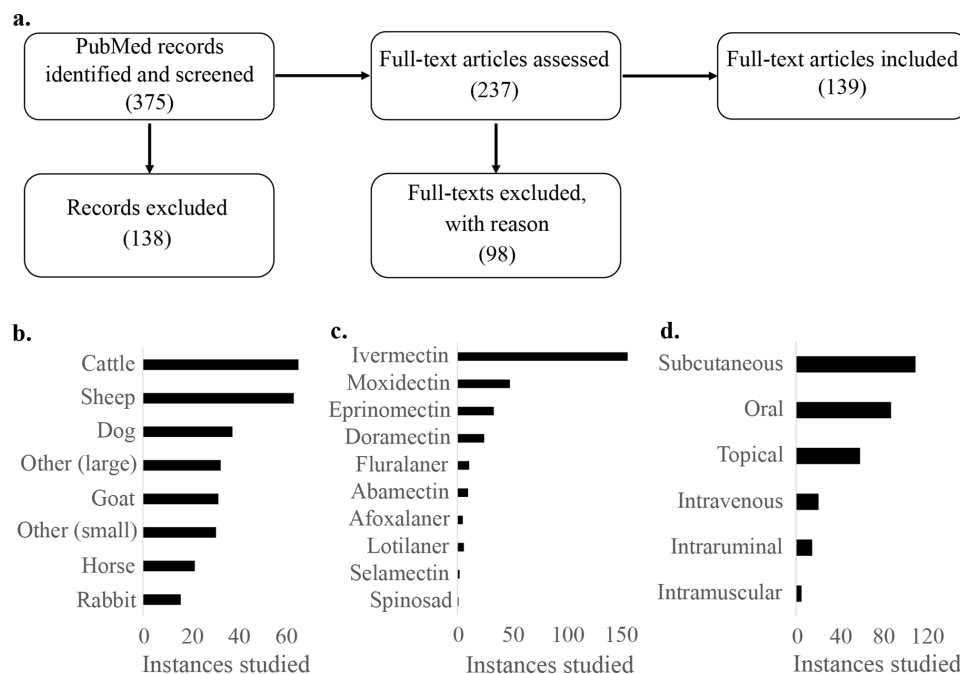 a.
PubMed records
identified and screened
(375)
Full-text articles assessed
(237)
Full-text articles included
(139)
Records excluded
(138)
Full-texts excluded,
with reason
(98)
b.
Cattle
Sheep
Dog
Other (large)
Goat
Other (small)
Horse
Rabbit
0 20 40 60
Instances studied
c.
Ivermectin
Moxidectin
Eprinomectin
Doramectin
Fluralaner
Abamectin
Afoxalaner
Lotilaner
Selamectin
Spinosad
0 50 100 150
Instances studied
d.
Subcutaneous
Oral
Topical
Intravenous
Intraruminal
Intramuscular
0 40 80 120
Instances studied